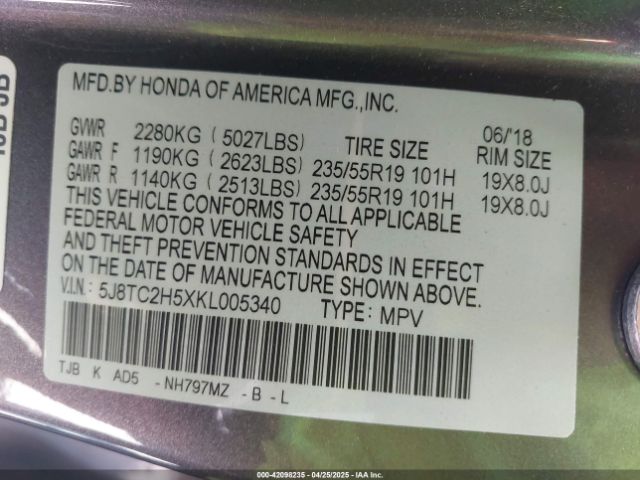 MFD.BY HONDA OF AMERICA MFG.,INC.
GVWR 2280KG ( 5027LBS) TIRE SIZE 06/'18 RIM SIZE
GAWR F 1190KG ( 2623LBS) 235/55R19 101H 19X8.0J
GAWR R 1140KG ( 2513LBS) 235/55R19 101H 19X8.0J
THIS VEHICLE CONFORMS TO ALL APPLICABLE
FEDERAL MOTOR VEHICLE SAFETY
AND THEFT PREVENTION STANDARDS IN EFFECT
ON THE DATE OF MANUFACTURE SHOWN ABOVE.
V.I.N.: 5J8TC2H5XKL005340 TYPE: MPV
TJB K AD5 - NH797MZ - B - L
000-42098235 - 04/25/2025 - IAA Inc.